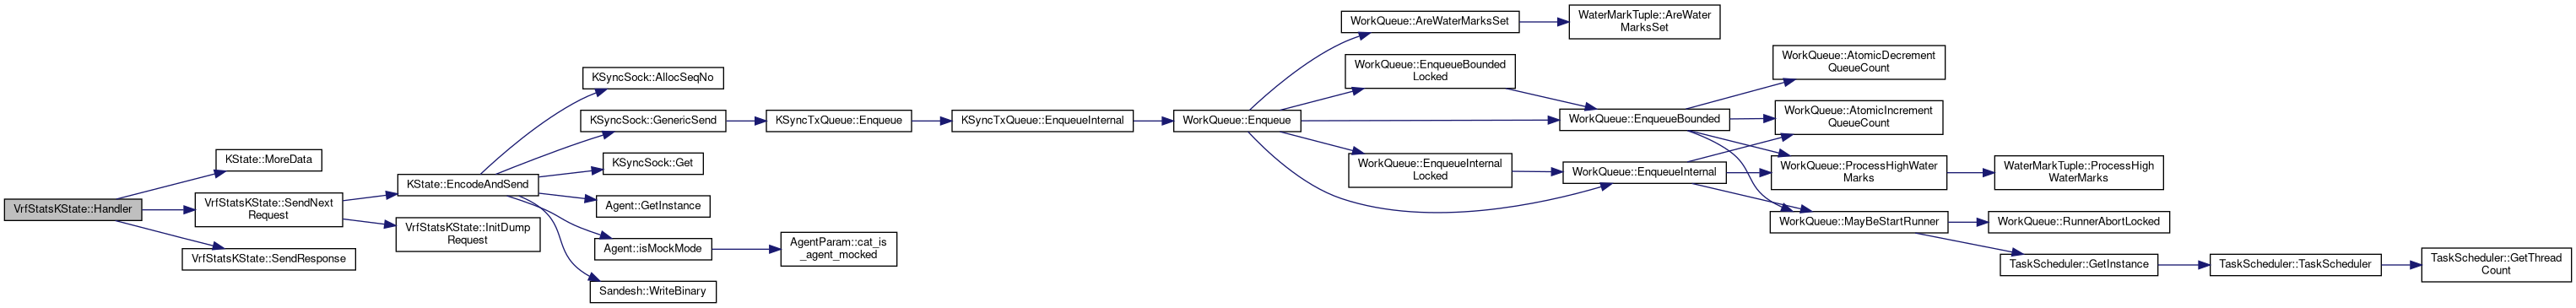 VrfStatsKState::Handler
KState::MoreData
VrfStatsKState::SendNext
Request
VrfStatsKState::SendResponse
KState::EncodeAndSend
VrfStatsKState::InitDump
Request
KSyncSock::AllocSeqNo
KSyncSock::GenericSend
KSyncSock::Get
Agent::GetInstance
Agent::isMockMode
Sandesh::WriteBinary
KSyncTxQueue::Enqueue
AgentParam::cat_is
_agent_mocked
KSyncTxQueue::EnqueueInternal
WorkQueue::Enqueue
WorkQueue::AreWaterMarksSet
WorkQueue::EnqueueBounded
Locked
WorkQueue::EnqueueInternal
Locked
WaterMarkTuple::AreWater
MarksSet
WorkQueue::EnqueueBounded
WorkQueue::EnqueueInternal
WorkQueue::AtomicDecrement
QueueCount
WorkQueue::AtomicIncrement
QueueCount
WorkQueue::ProcessHighWater
Marks
WorkQueue::MayBeStartRunner
WaterMarkTuple::ProcessHigh
WaterMarks
WorkQueue::RunnerAbortLocked
TaskScheduler::GetInstance
TaskScheduler::TaskScheduler
TaskScheduler::GetThread
Count